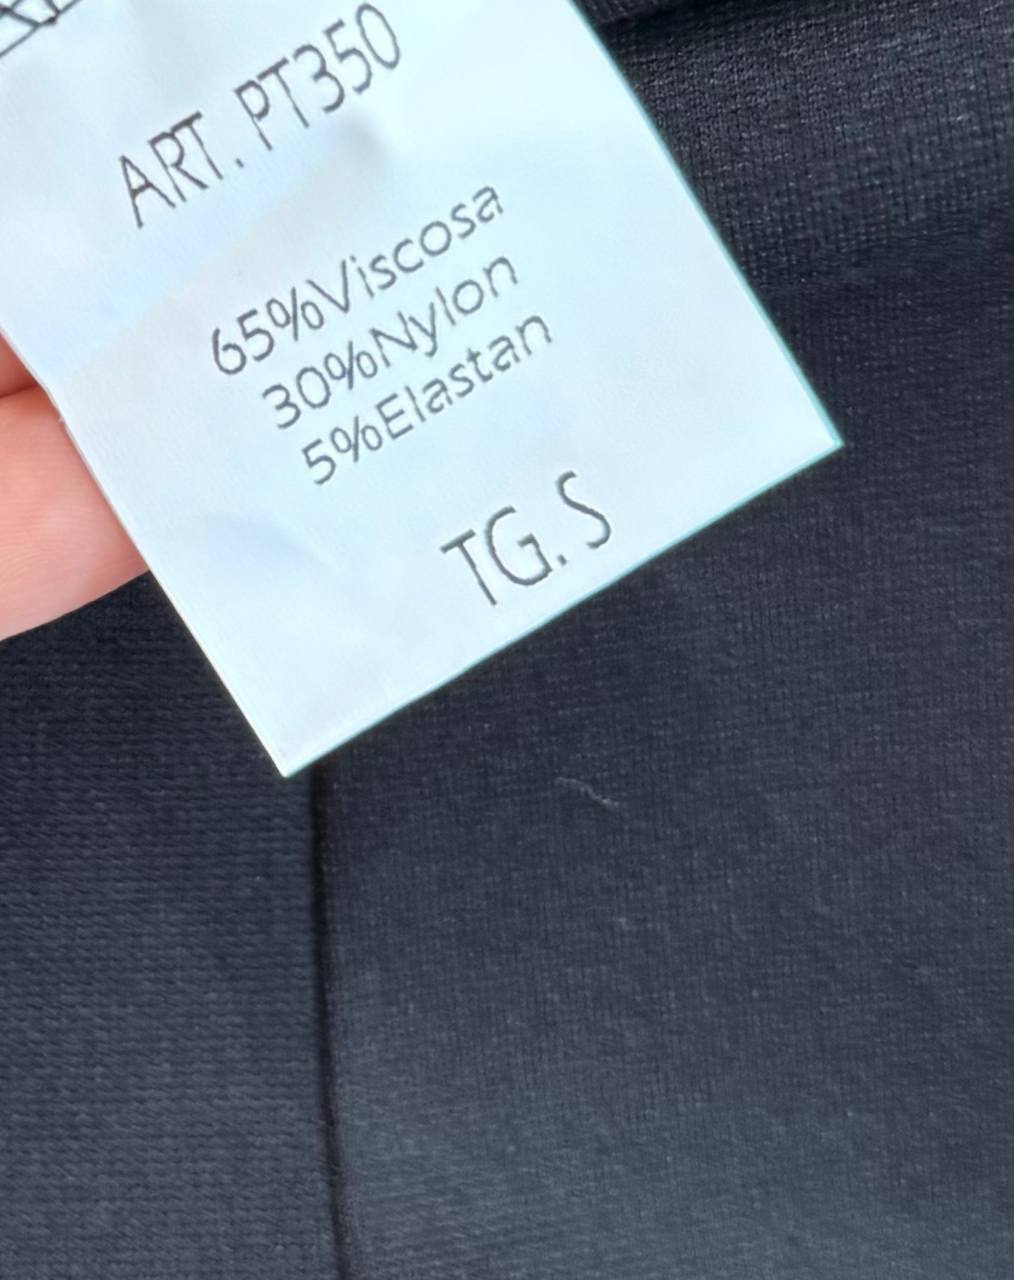 ART. PT350
65%Viscosa
30%Nylon
5%Elastan
TG. S